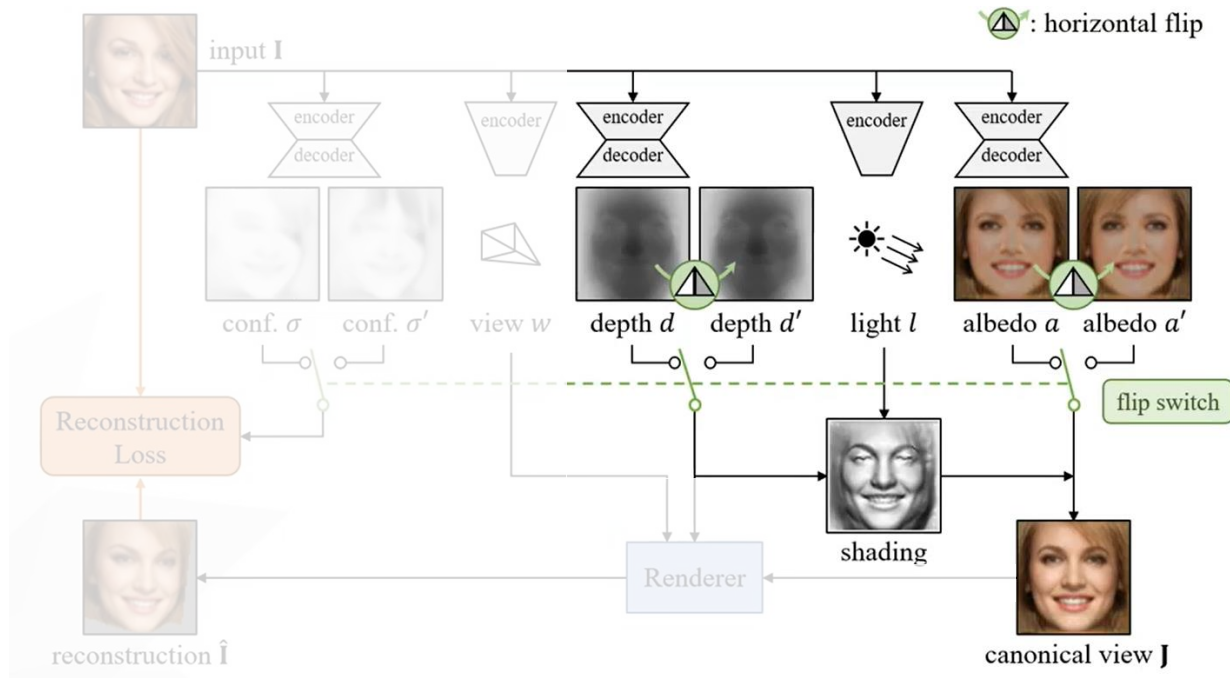 : horizontal flip
input I
encoder
decoder
encoder
encoder
decoder
encoder
encoder
decoder
conf. σ
conf. σ′
view w
depth d
depth d′
light l
albedo a
albedo a′
flip switch
Reconstruction
Loss
shading
Renderer
reconstruction Î
canonical view J